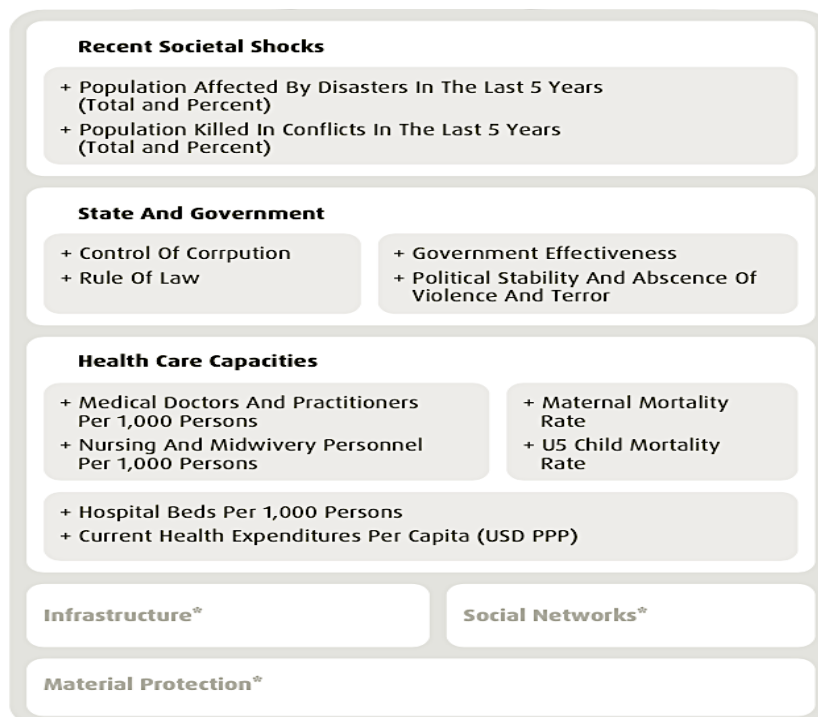 Recent Societal Shocks
+ Population Affected By Disasters In The Last 5 Years
(Total and Percent)
+ Population Killed In Conflicts In The Last 5 Years
(Total and Percent)
State And Government
+ Control Of Corrpution
+ Rule Of Law
+ Government Effectiveness
+ Political Stability And Abscence Of
Violence And Terror
Health Care Capacities
+ Medical Doctors And Practitioners
Per 1,000 Persons
+ Nursing And Midwivery Personnel
Per 1,000 Persons
+ Maternal Mortality
Rate
+ U5 Child Mortality
Rate
+ Hospital Beds Per 1,000 Persons
+ Current Health Expenditures Per Capita (USD PPP)
Infrastructure*
Social Networks*
Material Protection*